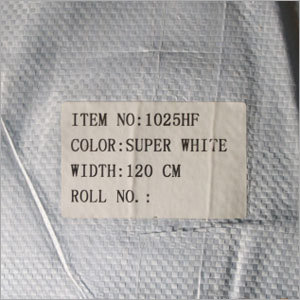 ITEM NO:1025HF
COLOR:SUPER WHITE
WIDTH:120 CM
ROLL NO.: